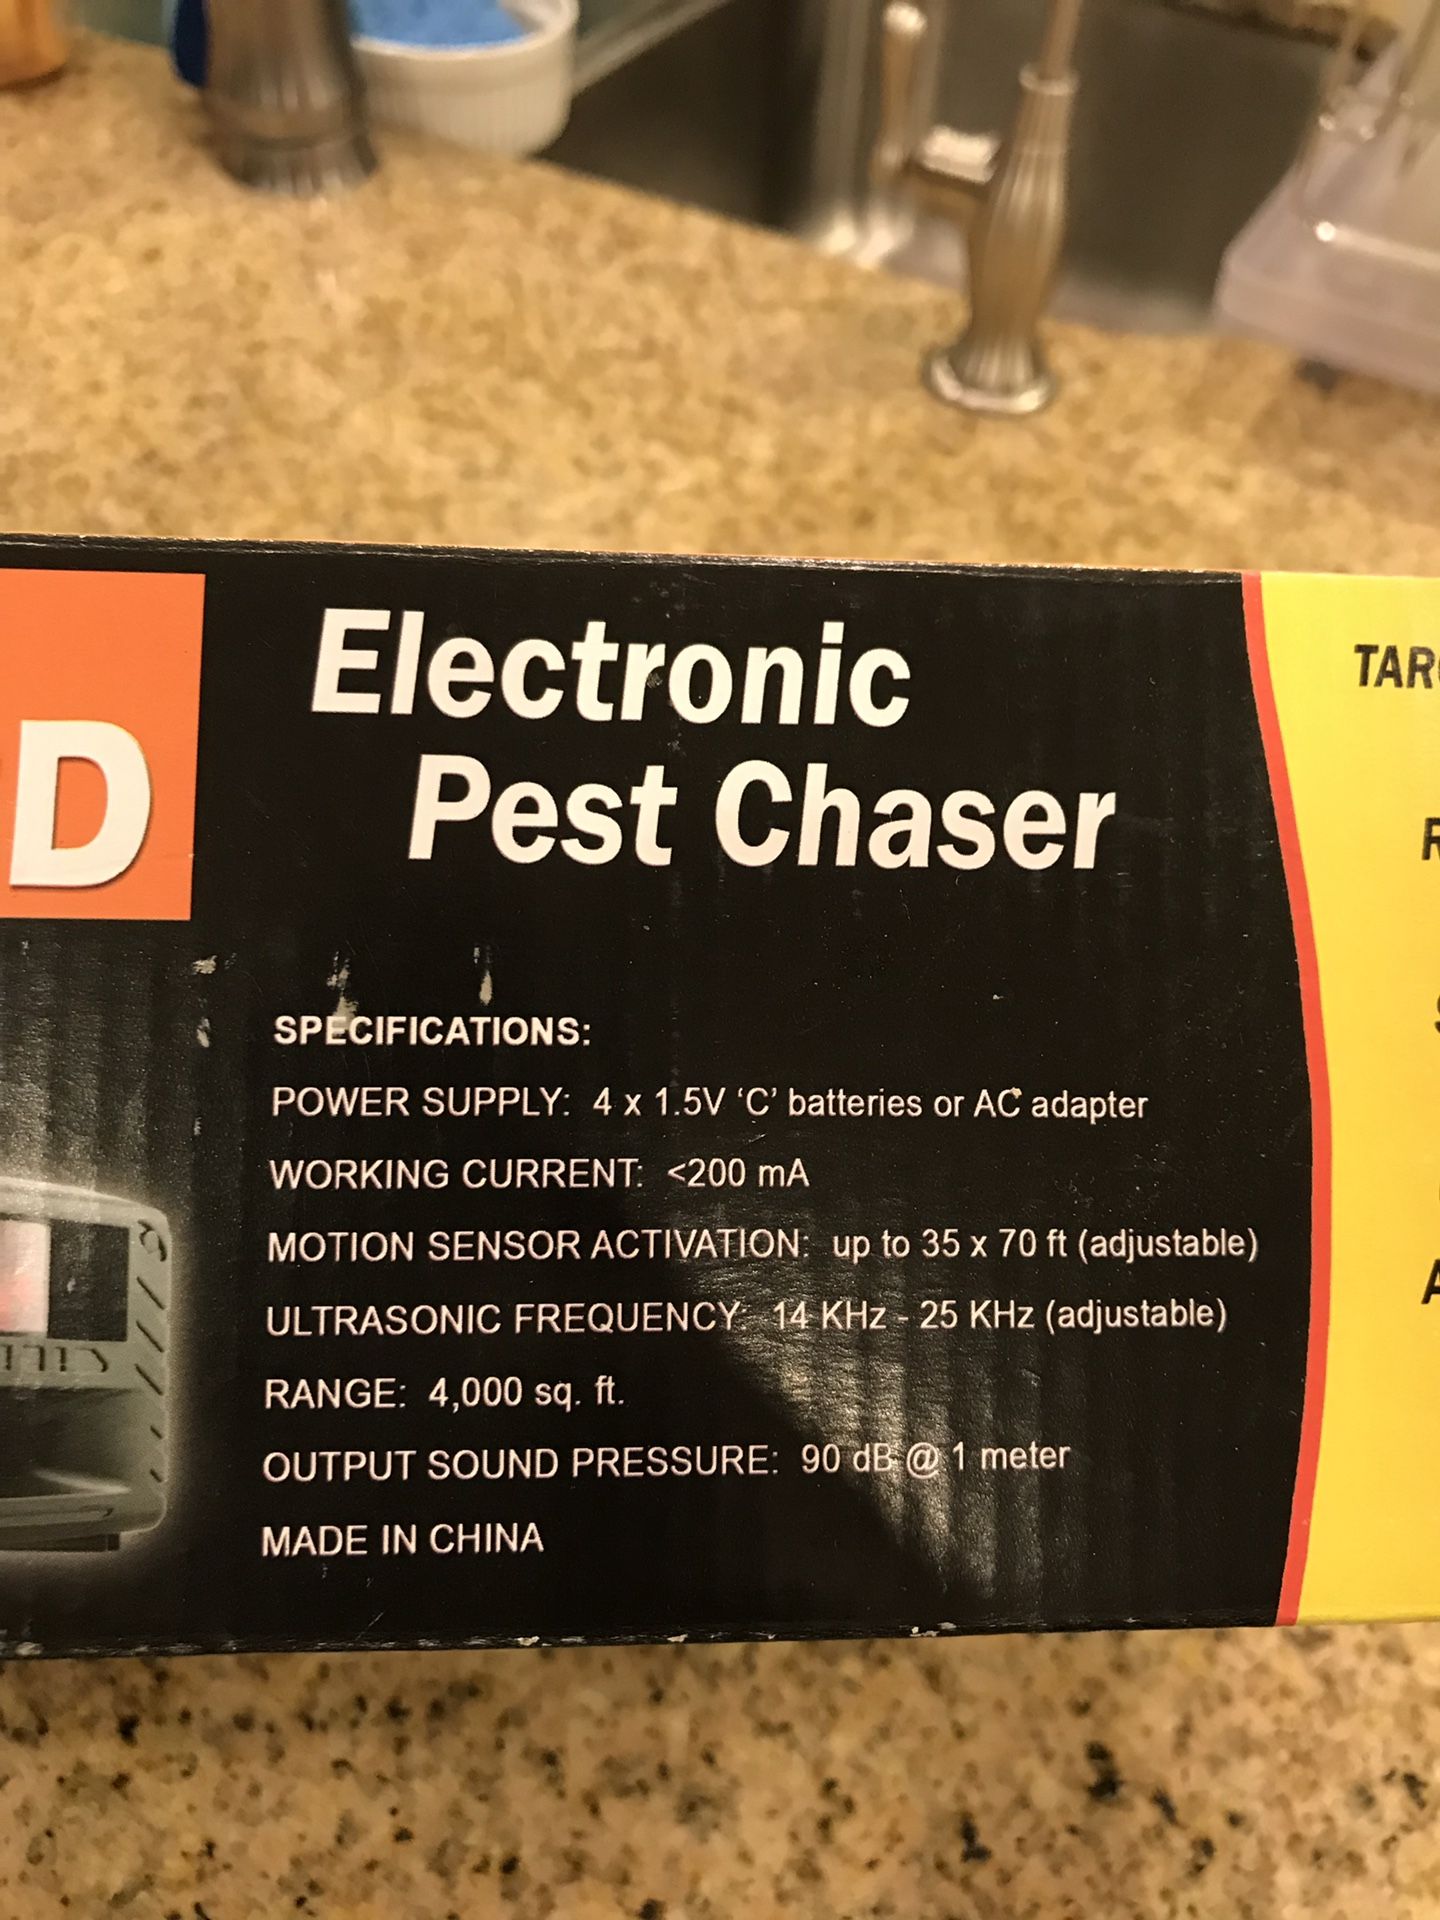 D
Electronic
Pest Chaser
SPECIFICATIONS:
POWER SUPPLY: 4 x 1.5V ‘C’ batteries or AC adapter
WORKING CURRENT: <200 mA
MOTION SENSOR ACTIVATION: up to 35 x 70 ft (adjustable)
ULTRASONIC FREQUENCY: 14 KHz - 25 KHz (adjustable)
RANGE: 4,000 sq. ft.
OUTPUT SOUND PRESSURE: 90 dB @ 1 meter
MADE IN CHINA
TAR